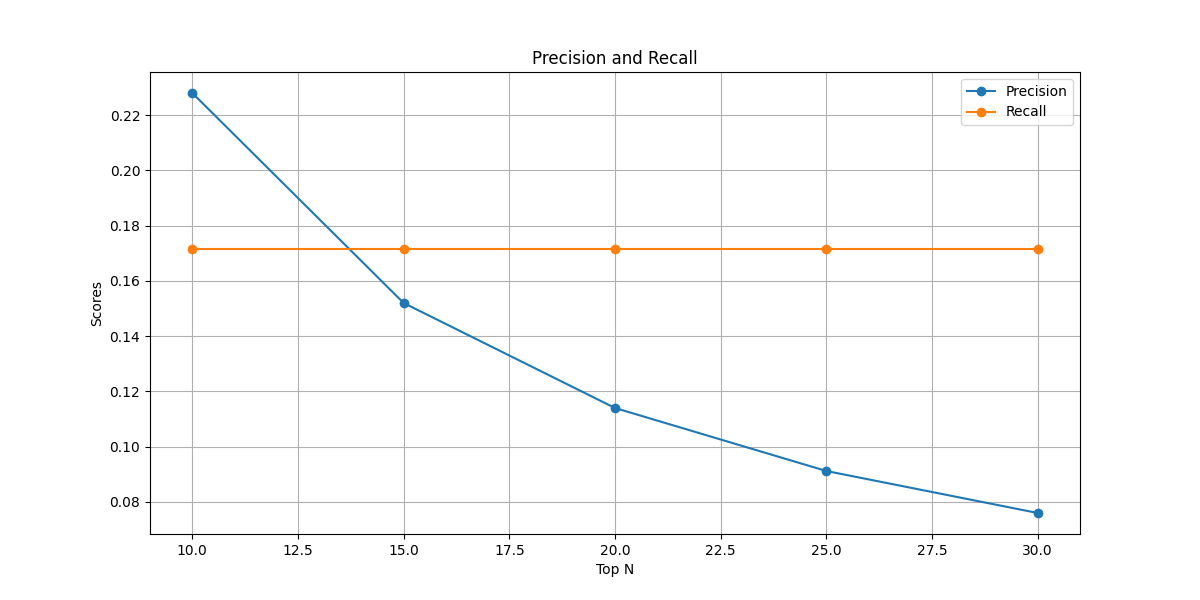 Precision and Recall
Precision
Recall
0.22
0.20
0.18
0.16
0.14
0.12
0.10
0.08
Scores
10.0 12.5 15.0 17.5 20.0 22.5 25.0 27.5 30.0
Top N